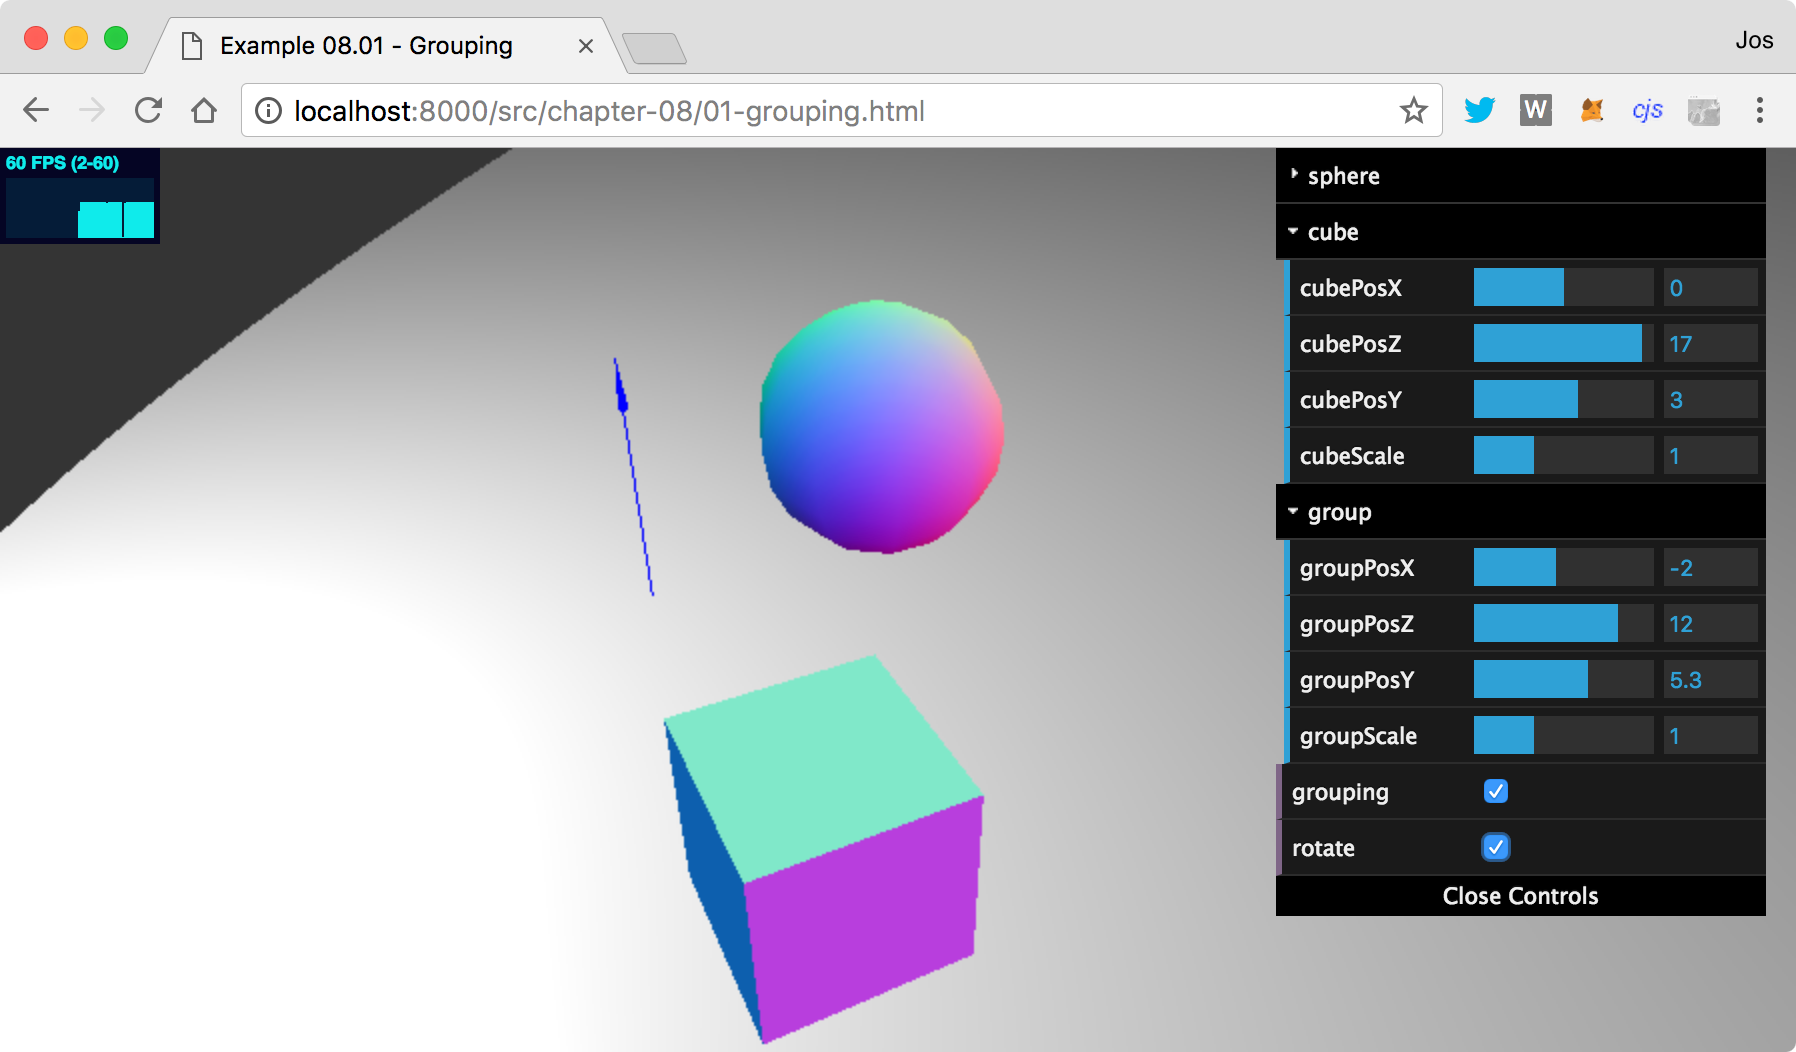 Example 08.01 - Grouping
Jos
localhost:8000/src/chapter-08/01-grouping.html
W
cjs
60 FPS (2-60)
sphere
cube
cubePosX 0
cubePosZ 17
cubePosY 3
cubeScale 1
group
groupPosX -2
groupPosZ 12
groupPosY 5.3
groupScale 1
grouping
rotate
Close Controls